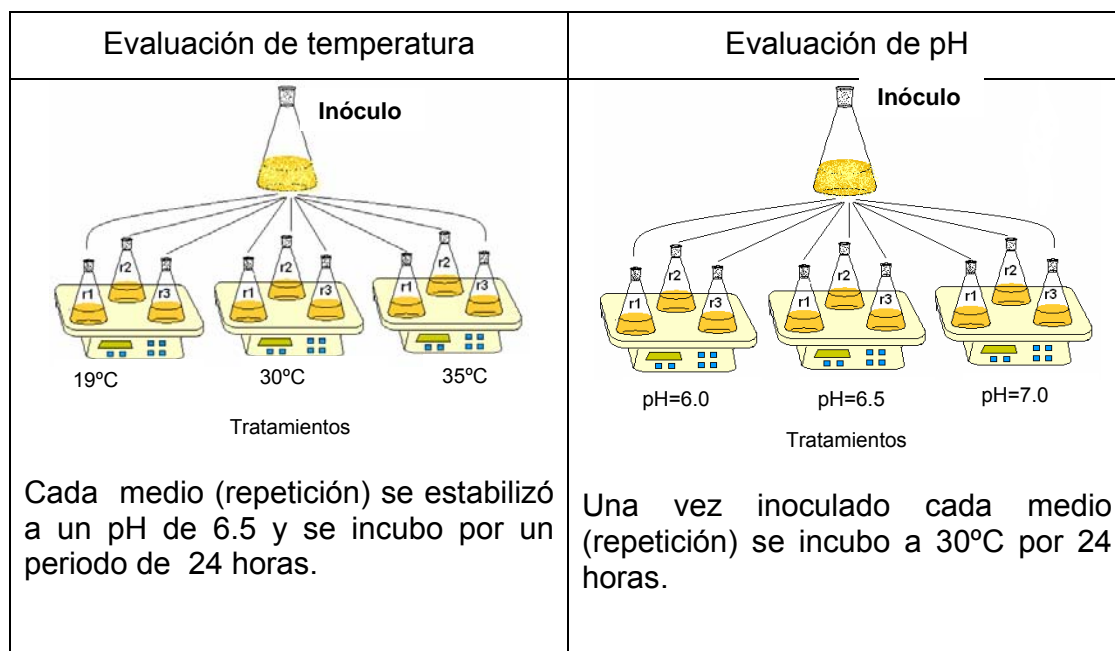 Evaluación de temperatura
Inóculo
r1
r2
r3
r1
r2
r3
r1
r2
r3
19ºC
30ºC
35ºC
Tratamientos
Cada medio (repetición) se estabilizó
a un pH de 6.5 y se incubo por un
periodo de 24 horas.
Evaluación de pH
Inóculo
r1
r2
r3
r1
r2
r3
r1
r2
r3
pH=6.0
pH=6.5
pH=7.0
Tratamientos
Una vez inoculado cada medio
(repetición) se incubo a 30ºC por 24
horas.